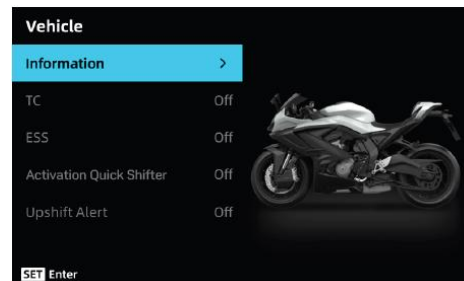 Vehicle
Information >
TC Off
ESS Off
Activation Quick Shifter Off
Upshift Alert Off
SET Enter